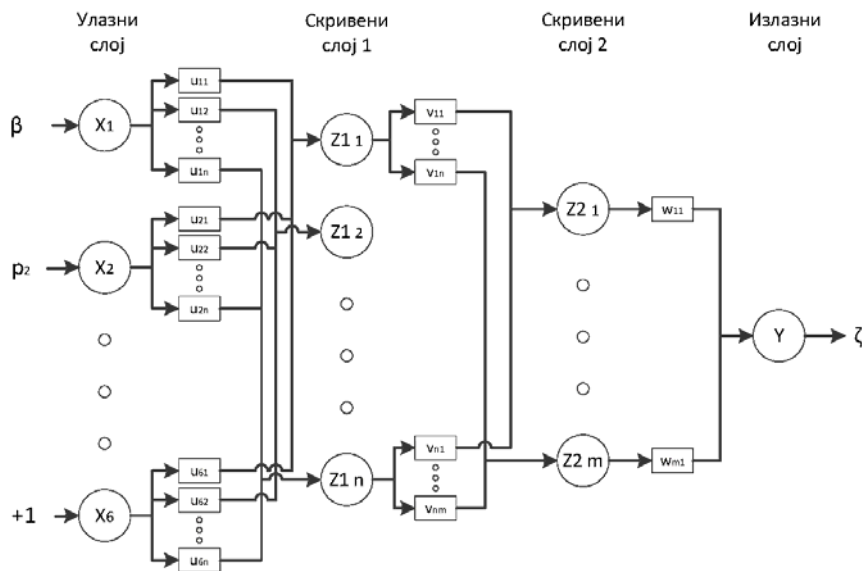 Улазни
слој
Скривени
слој 1
Скривени
слој 2
Излазни
слој
β
X1
u11
u12
u1n
Z1 1
v11
v1n
p2
X2
u21
u22
u2n
Z1 2
Z2 1
w11
Y
ζ
+1
X6
u61
u62
u6n
Z1 n
vn1
vnm
Z2 m
wm1